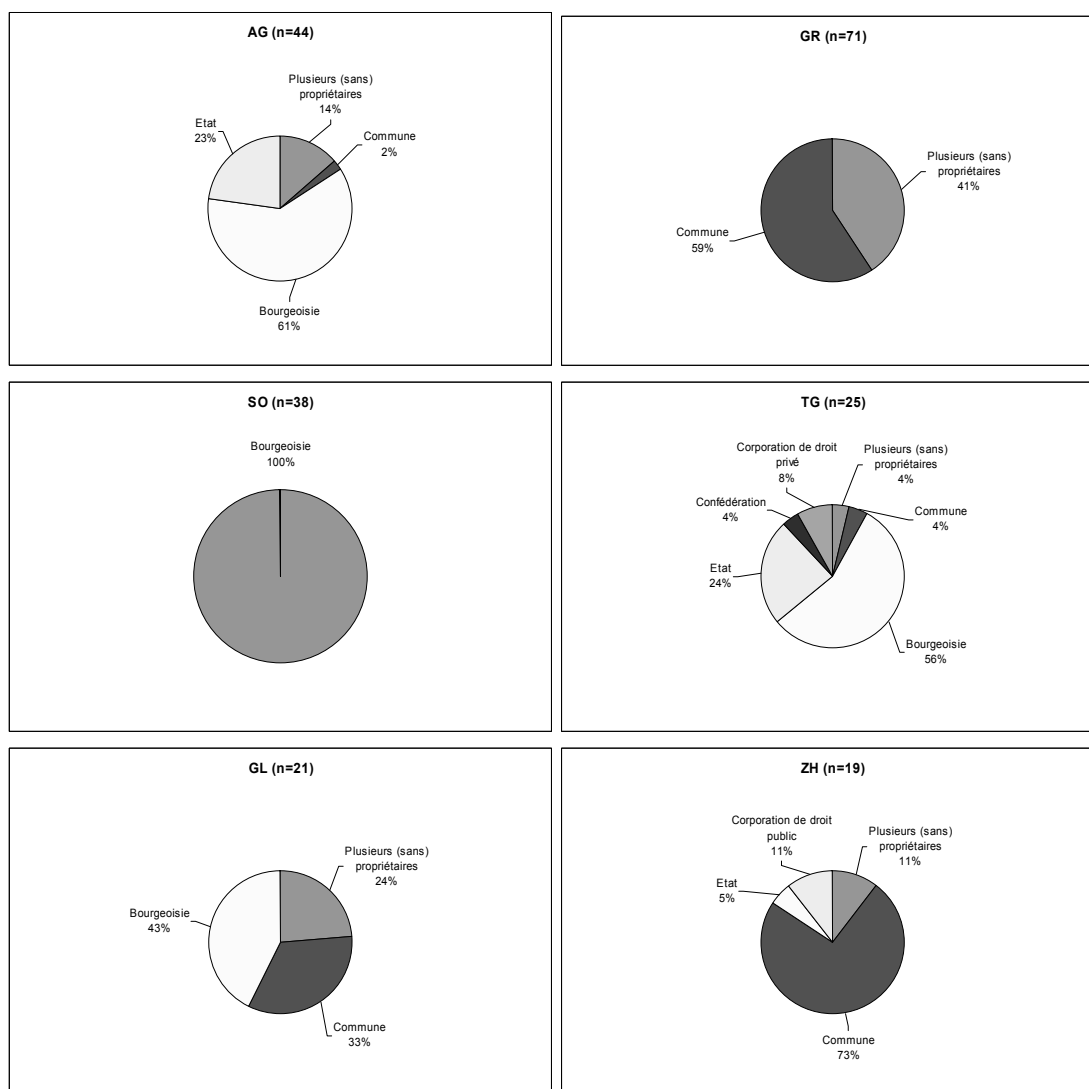 AG (n=44)
Plusieurs (sans)
propriétaires
14%
Commune
2%
Etat
23%
Bourgeoisie
61%
GR (n=71)
Plusieurs (sans)
propriétaires
41%
Commune
59%
SO (n=38)
Bourgeoisie
100%
TG (n=25)
Corporation de droit
privé
8%
Plusieurs (sans)
propriétaires
4%
Confédération
4%
Commune
4%
Etat
24%
Bourgeoisie
56%
GL (n=21)
Plusieurs (sans)
propriétaires
24%
Bourgeoisie
43%
Commune
33%
ZH (n=19)
Corporation de droit
public
11%
Plusieurs (sans)
propriétaires
11%
Etat
5%
Commune
73%